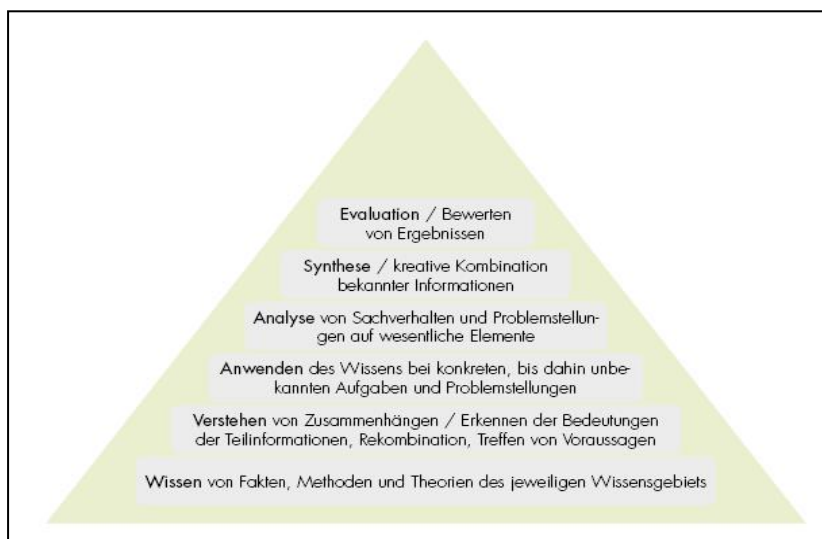 Evaluation / Bewerten
von Ergebnissen
Synthese / kreative Kombination
bekannter Informationen
Analyse von Sachverhalten und Problemstellun-
gen auf wesentliche Elemente
Anwenden des Wissens bei konkreten, bis dahin unbe-
kannten Aufgaben und Problemstellungen
Verstehen von Zusammenhängen / Erkennen der Bedeutungen
der Teilinformationen, Rekombination, Treffen von Voraussagen
Wissen von Fakten, Methoden und Theorien des jeweiligen Wissensgebiets